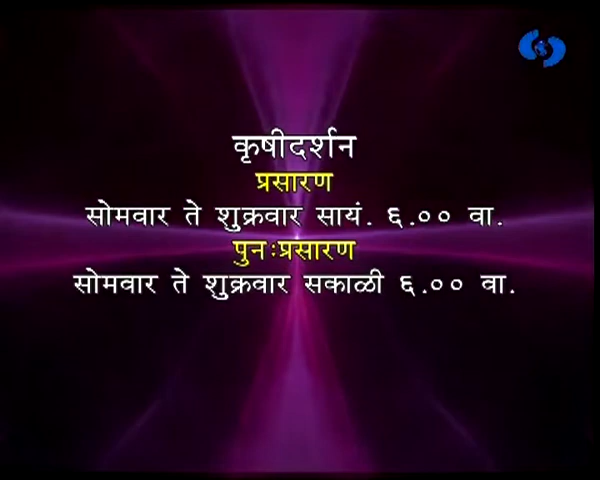 कृषीदर्शन
प्रसारण
सोमवार ते शुक्रवार सायं. ६.०० वा.
पुनःप्रसारण
सोमवार ते शुक्रवार सकाळी ६.०० वा.